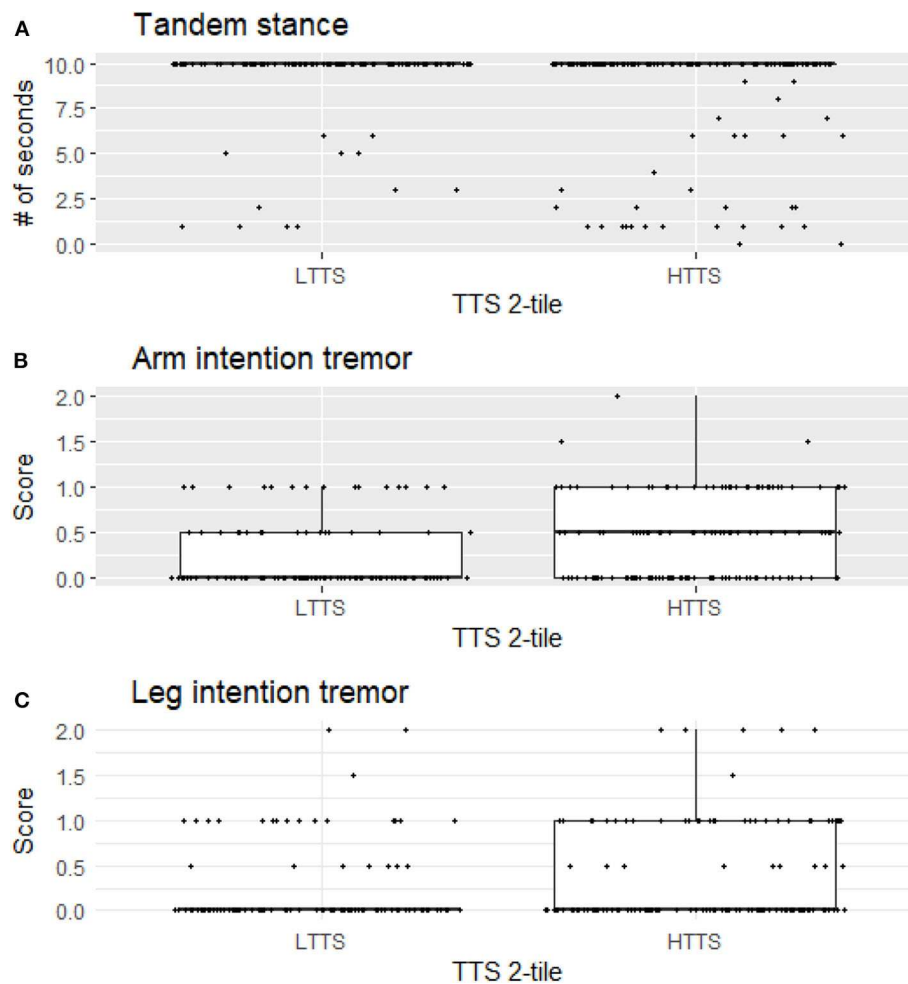 A
Tandem stance
# of seconds
10.0
7.5
5.0
2.5
0.0
LTTS HTTS
TTS 2-tile
B
Arm intention tremor
Score
2.0
1.5
1.0
0.5
0.0
LTTS HTTS
TTS 2-tile
C
Leg intention tremor
Score
2.0
1.5
1.0
0.5
0.0
LTTS HTTS
TTS 2-tile